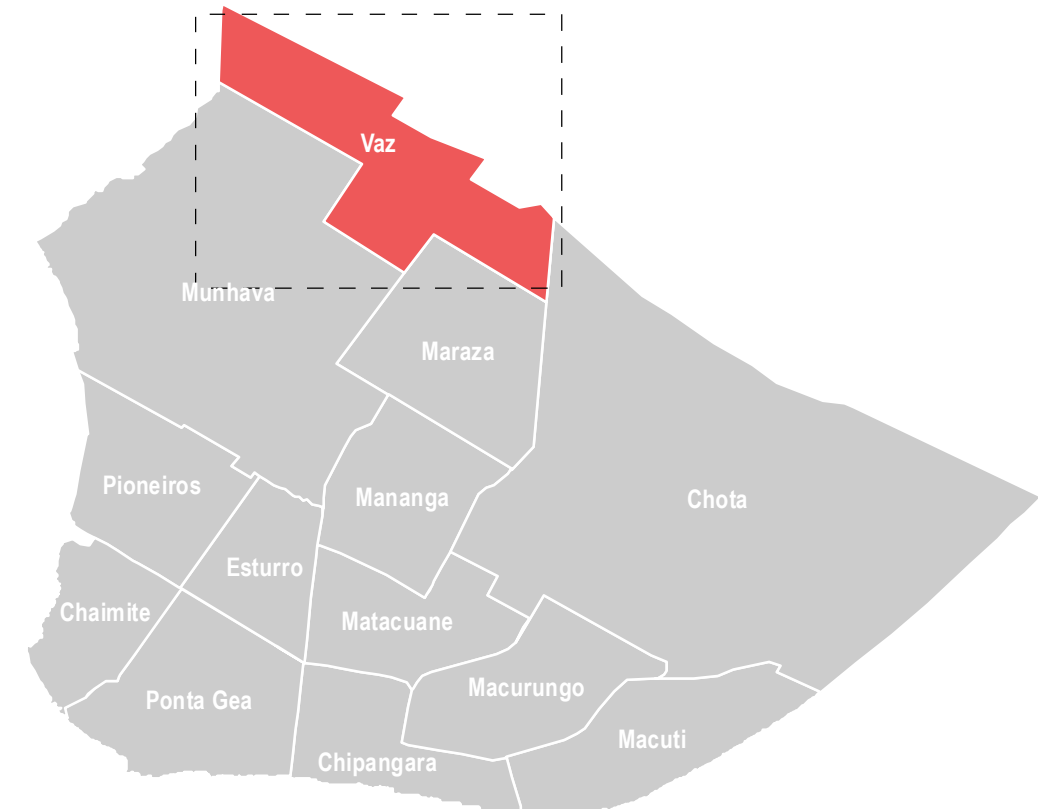 Vaz
Munhava
Maraza
Pioneiros
Mananga
Chota
Esturro
Chaimite
Matacuane
Ponta Gea
Macurungo
Macuti
Chipangara